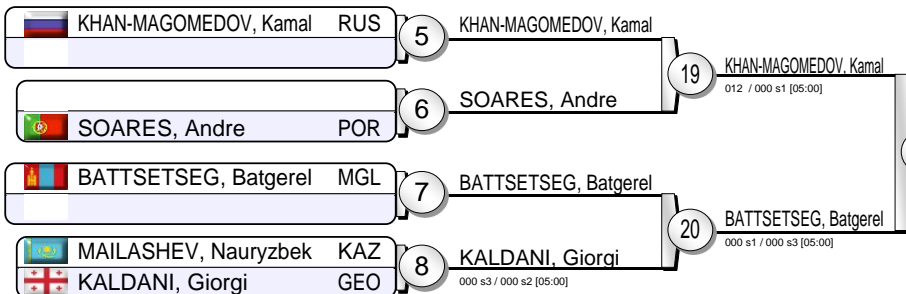 KHAN-MAGOMEDOV, Kamal RUS
5
KHAN-MAGOMEDOV, Kamal
19
KHAN-MAGOMEDOV, Kamal
012 / 000 s1 [05:00]
6
SOARES, Andre
SOARES, Andre POR
BATTSETSEG, Batgerel MGL
7
BATTSETSEG, Batgerel
20
BATTSETSEG, Batgerel
000 s1 / 000 s3 [05:00]
MAILASHEV, Nauryzbek KAZ
8
KALDANI, Giorgi
000 s3 / 000 s2 [05:00]
KALDANI, Giorgi GEO